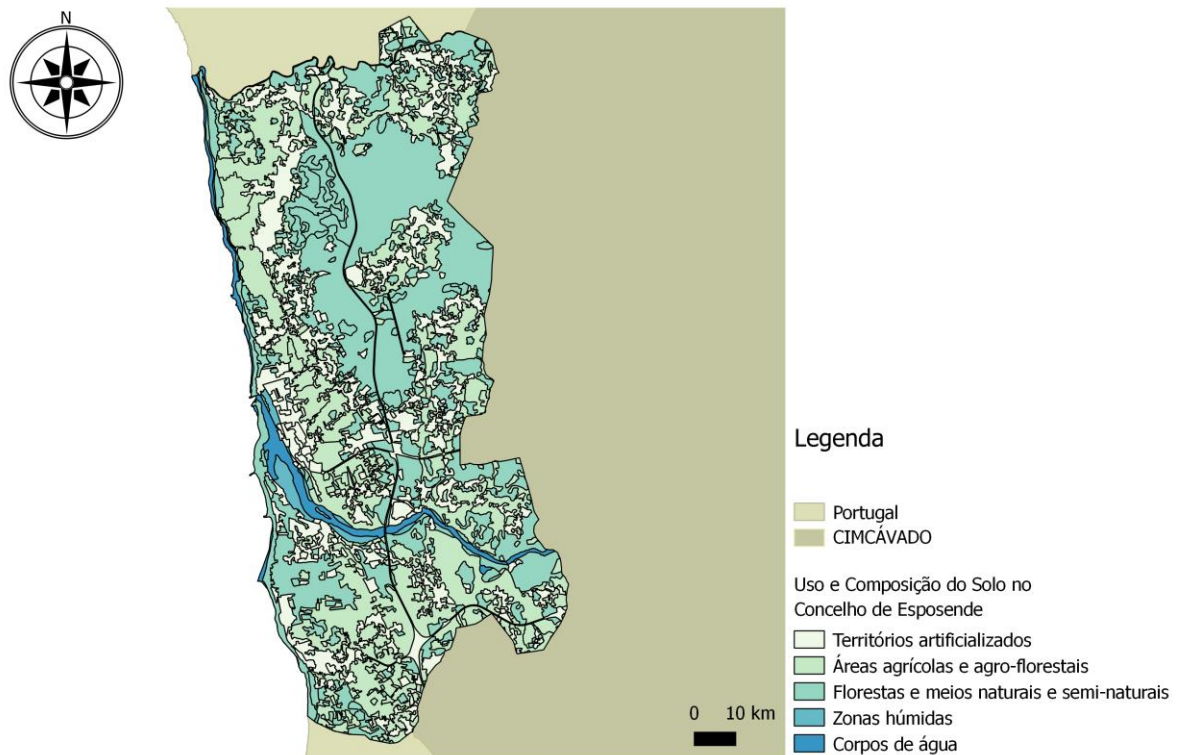 N
Legenda
Portugal
CIMCÁVADO
Uso e Composição do Solo no
Concelho de Esposende
Territórios artificializados
Áreas agrícolas e agro-florestais
Florestas e meios naturais e semi-naturais
Zonas húmidas
Corpos de água
0 10 km